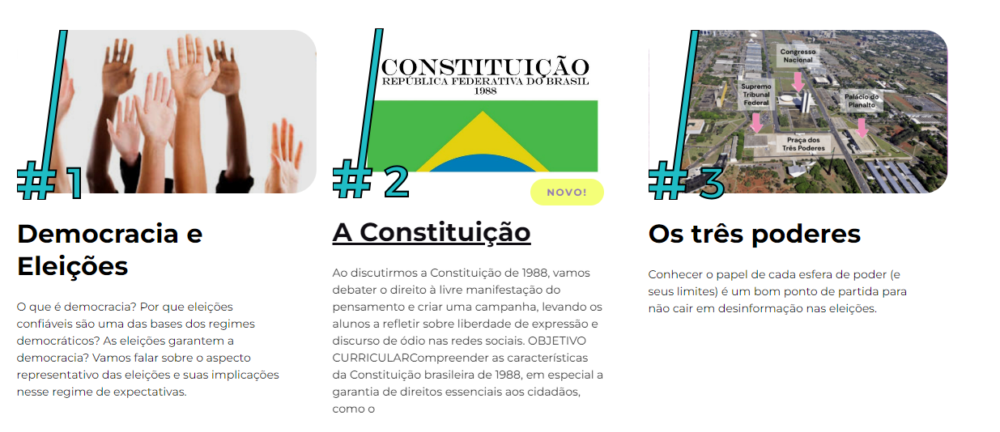 # 1
Democracia e
Eleições
O que é democracia? Por que eleições
confiáveis são uma das bases dos regimes
democráticos? As eleições garantem a
democracia? Vamos falar sobre o aspecto
representativo das eleições e suas implicações
nesse regime de expectativas.
CONSTITUIÇÃO
REPÚBLICA FEDERATIVA DO BRASIL
1988
# 2
NOVO!
A Constituição
Ao discutirmos a Constituição de 1988, vamos
debater o direito à livre manifestação do
pensamento e criar uma campanha, levando os
alunos a refletir sobre liberdade de expressão e
discurso de ódio nas redes sociais. OBJETIVO
CURRICULARCompreender as características
da Constituição brasileira de 1988, em especial a
garantia de direitos essenciais aos cidadãos,
como o
Congresso
Nacional
Supremo
Tribunal
Federal
Palácio do
Planalto
Praça dos
Três Poderes
# 3
Os três poderes
Conhecer o papel de cada esfera de poder (e
seus limites) é um bom ponto de partida para
não cair em desinformação nas eleições.